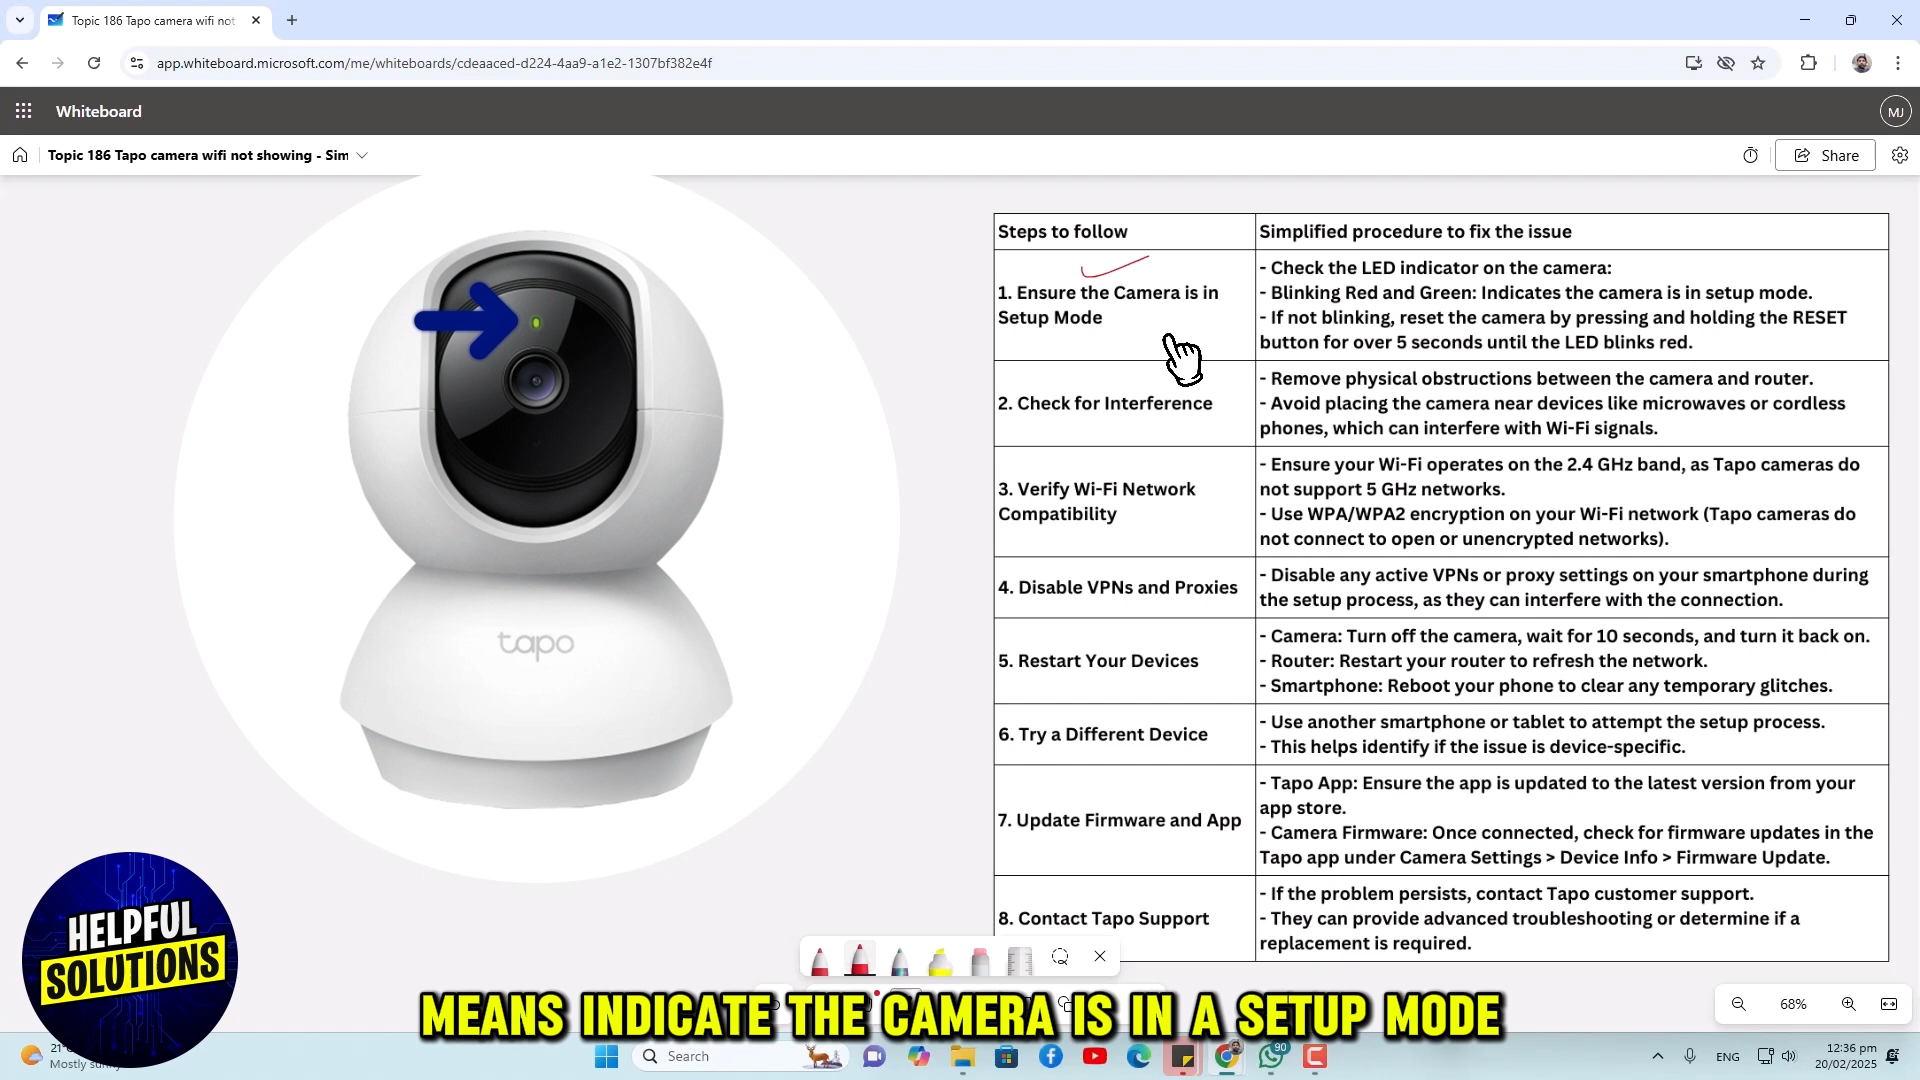 Topic 186 Tapo camera wifi not
app.whiteboard.microsoft.com/me/whiteboards/cdeaaced-d224-4aa9-a1e2-1307bf382e4f
Whiteboard
MJ
Topic 186 Tapo camera wifi not showing - Sim
Share
Steps to follow
Simplified procedure to fix the issue
1. Ensure the Camera is in
Setup Mode
- Check the LED indicator on the camera:
- Blinking Red and Green: Indicates the camera is in setup mode.
- If not blinking, reset the camera by pressing and holding the RESET
button for over 5 seconds until the LED blinks red.
2. Check for Interference
- Remove physical obstructions between the camera and router.
- Avoid placing the camera near devices like microwaves or cordless
phones, which can interfere with Wi-Fi signals.
3. Verify Wi-Fi Network
Compatibility
- Ensure your Wi-Fi operates on the 2.4 GHz band, as Tapo cameras do
not support 5 GHz networks.
- Use WPA/WPA2 encryption on your Wi-Fi network (Tapo cameras do
not connect to open or unencrypted networks).
4. Disable VPNs and Proxies
- Disable any active VPNs or proxy settings on your smartphone during
the setup process, as they can interfere with the connection.
5. Restart Your Devices
- Camera: Turn off the camera, wait for 10 seconds, and turn it back on.
- Router: Restart your router to refresh the network.
- Smartphone: Reboot your phone to clear any temporary glitches.
6. Try a Different Device
- Use another smartphone or tablet to attempt the setup process.
- This helps identify if the issue is device-specific.
7. Update Firmware and App
- Tapo App: Ensure the app is updated to the latest version from your
app store.
- Camera Firmware: Once connected, check for firmware updates in the
Tapo app under Camera Settings > Device Info > Firmware Update.
8. Contact Tapo Support
- If the problem persists, contact Tapo customer support.
- They can provide advanced troubleshooting or determine if a
replacement is required.
tapo
HELPFUL
SOLUTIONS
MEANS INDICATE THE CAMERA IS IN A SETUP MODE
68%
21°
Mostly sunny
Search
90
ENG
12:36 pm
20/02/2025